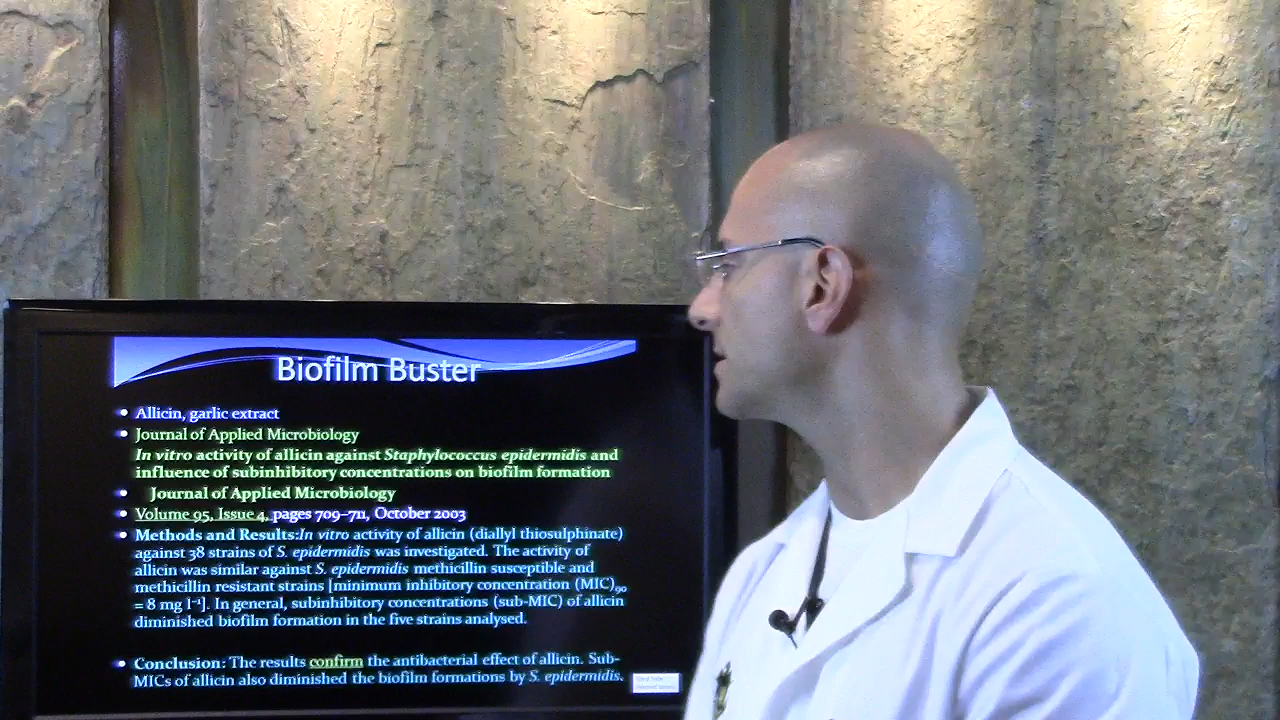 Biofilm Buster
• Allicin, garlic extract
• Journal of Applied Microbiology
In vitro activity of allicin against Staphylococcus epidermidis and
influence of subinhibitory concentrations on biofilm formation
• Journal of Applied Microbiology
• Volume 95, Issue 4, pages 709–711, October 2003
• Methods and Results:In vitro activity of allicin (diallyl thiosulphinate)
against 38 strains of S. epidermidis was investigated. The activity of
allicin was similar against S. epidermidis methicillin susceptible and
methicillin resistant strains [minimum inhibitory concentration (MIC)₉₀
= 8 mg l⁻¹]. In general, subinhibitory concentrations (sub-MIC) of allicin
diminished biofilm formation in the five strains analysed.
• Conclusion: The results confirm the antibacterial effect of allicin. Sub-
MICs of allicin also diminished the biofilm formations by S. epidermidis.